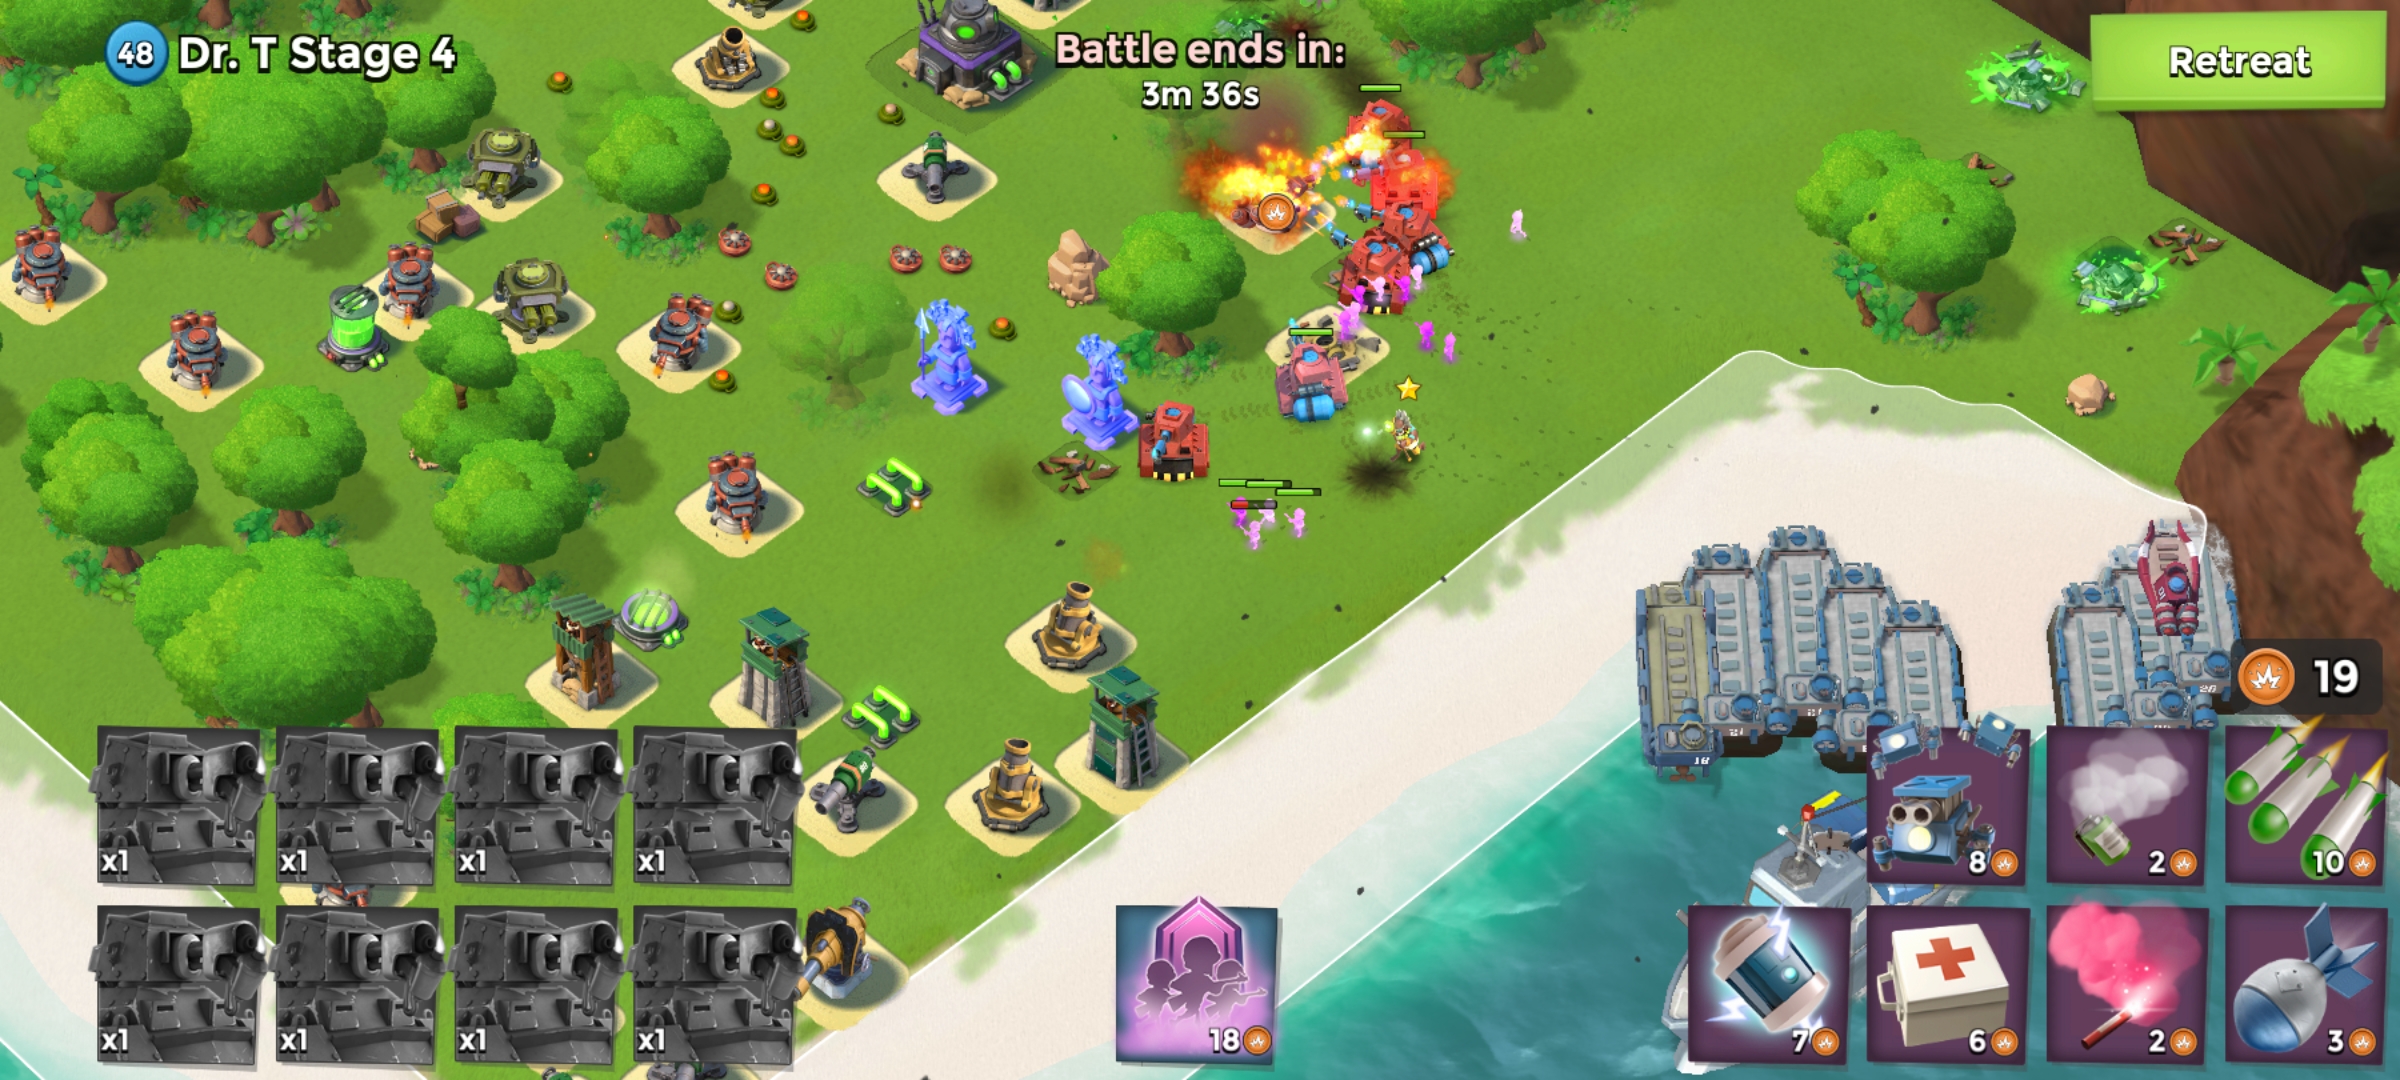 48 Dr. T Stage 4
Battle ends in:
3m 36s
Retreat
19
x1 x1 x1 x1
8 2 10
x1 x1 x1 x1
18
7 6 2 3